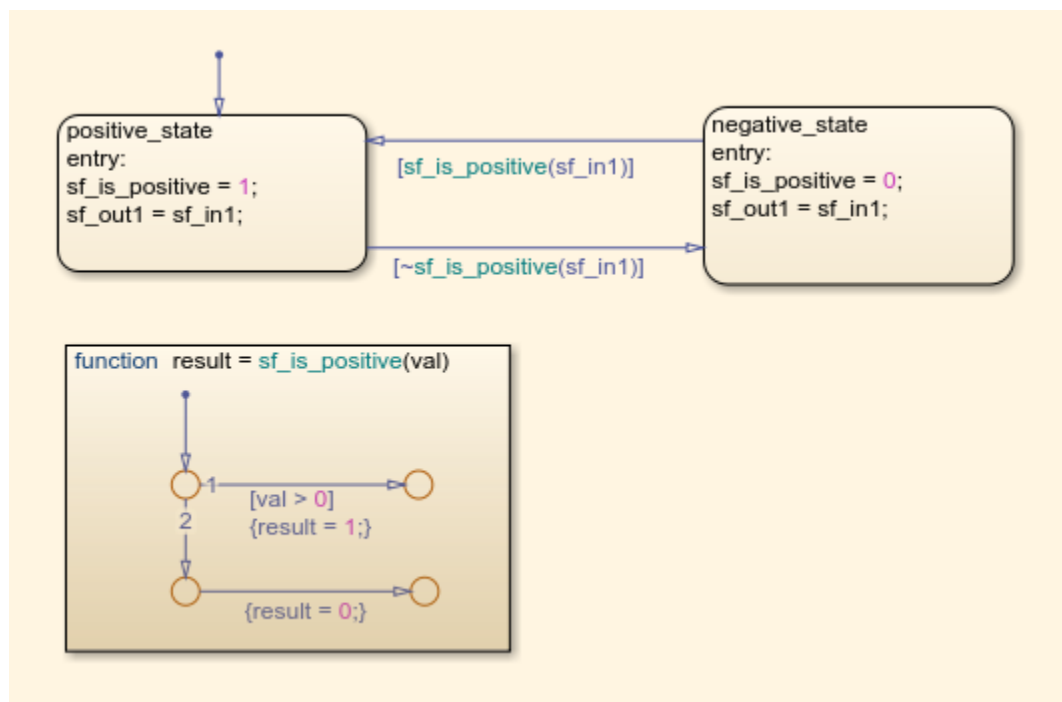 positive_state
entry:
sf_is_positive = 1;
sf_out1 = sf_in1;
[sf_is_positive(sf_in1)]
[~sf_is_positive(sf_in1)]
negative_state
entry:
sf_is_positive = 0;
sf_out1 = sf_in1;
function result = sf_is_positive(val)
1
[val > 0]
{result = 1;}
2
{result = 0;}